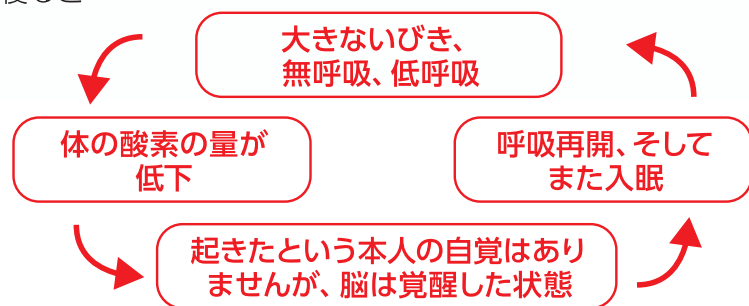 大きないびき、
無呼吸、低呼吸
体の酸素の量が
低下
起きたという本人の自覚はあり
ませんが、脳は覚醒した状態
呼吸再開、そして
また入眠